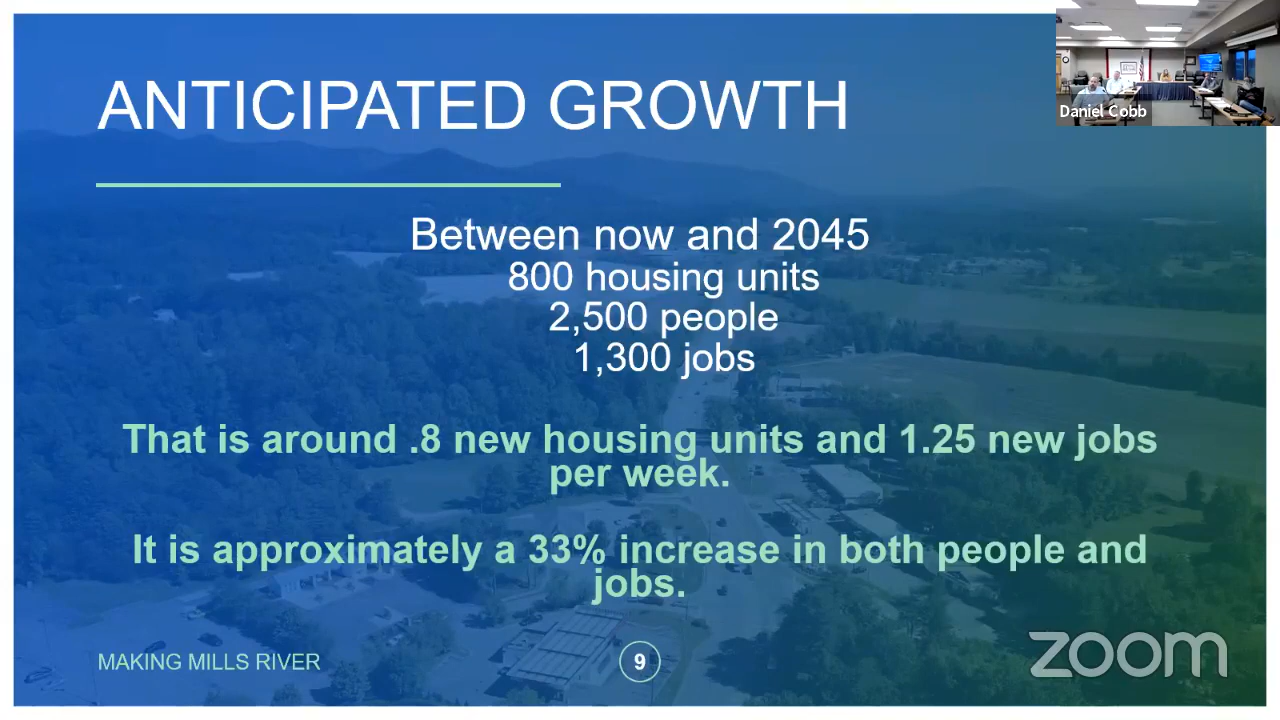 ANTICIPATED GROWTH
Daniel Cobb
Between now and 2045
800 housing units
2,500 people
1,300 jobs
That is around .8 new housing units and 1.25 new jobs
per week.
It is approximately a 33% increase in both people and
jobs.
MAKING MILLS RIVER
9
zoom